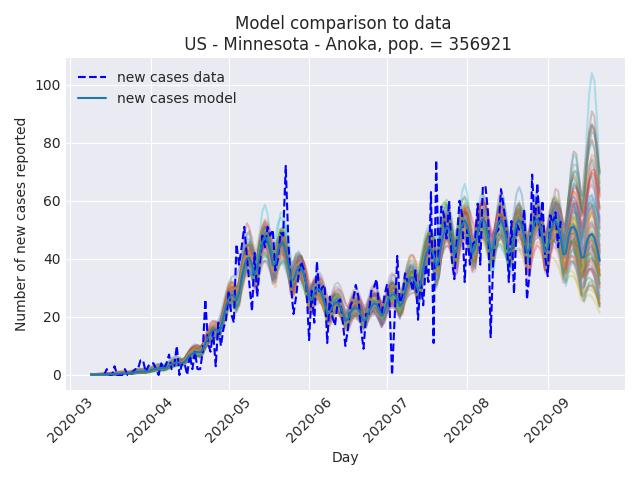 Model comparison to data
US - Minnesota - Anoka, pop. = 356921
new cases data
new cases model
Number of new cases reported
100
80
60
40
20
0
2020-03
2020-04
2020-05
2020-06
2020-07
2020-08
2020-09
Day